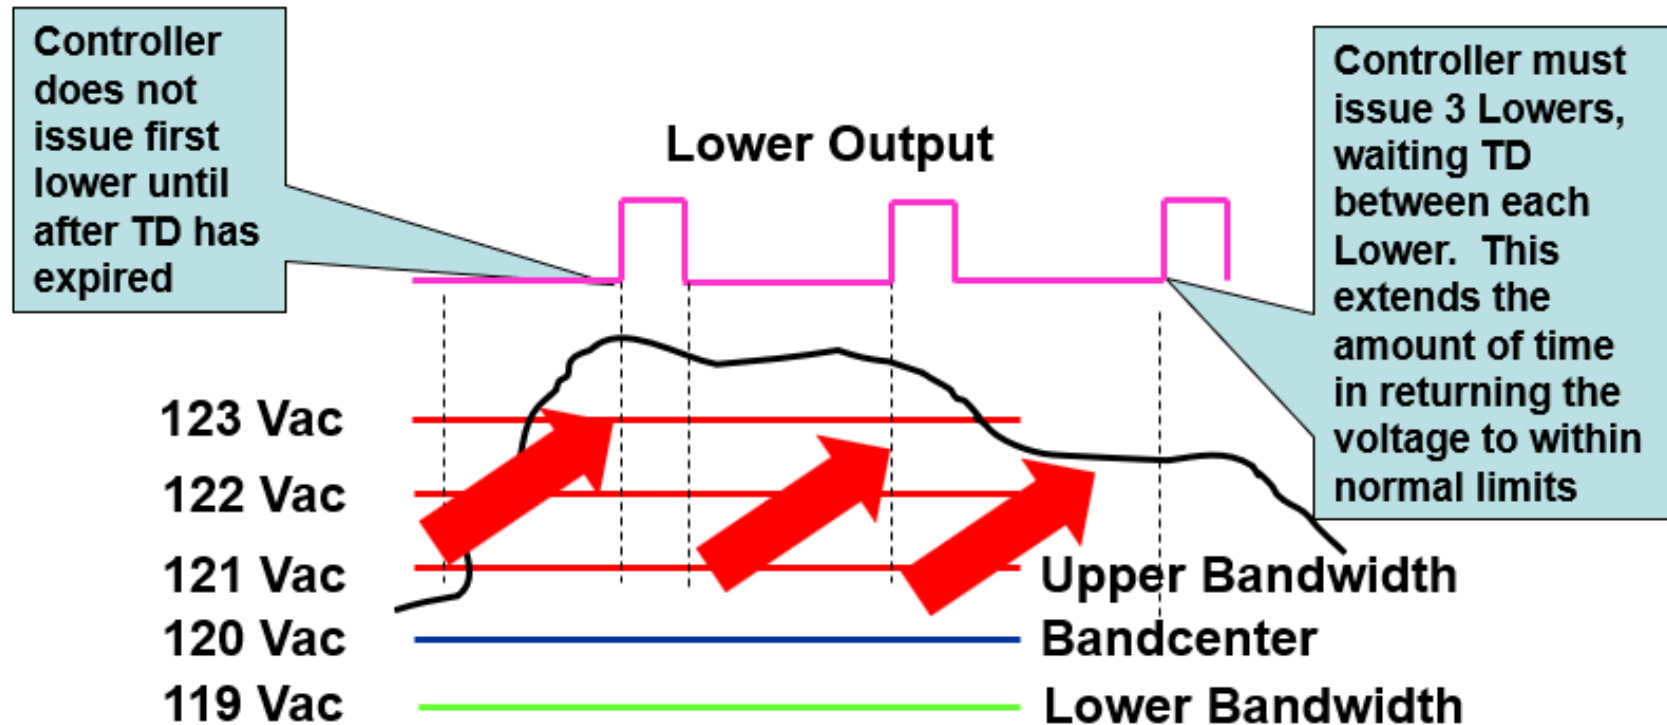 Controller
does not
issue first
lower until
after TD has
expired
Lower Output
Controller must
issue 3 Lowers,
waiting TD
between each
Lower. This
extends the
amount of time
in returning the
voltage to within
normal limits
123 Vac
122 Vac
121 Vac
Upper Bandwidth
120 Vac
Bandcenter
119 Vac
Lower Bandwidth